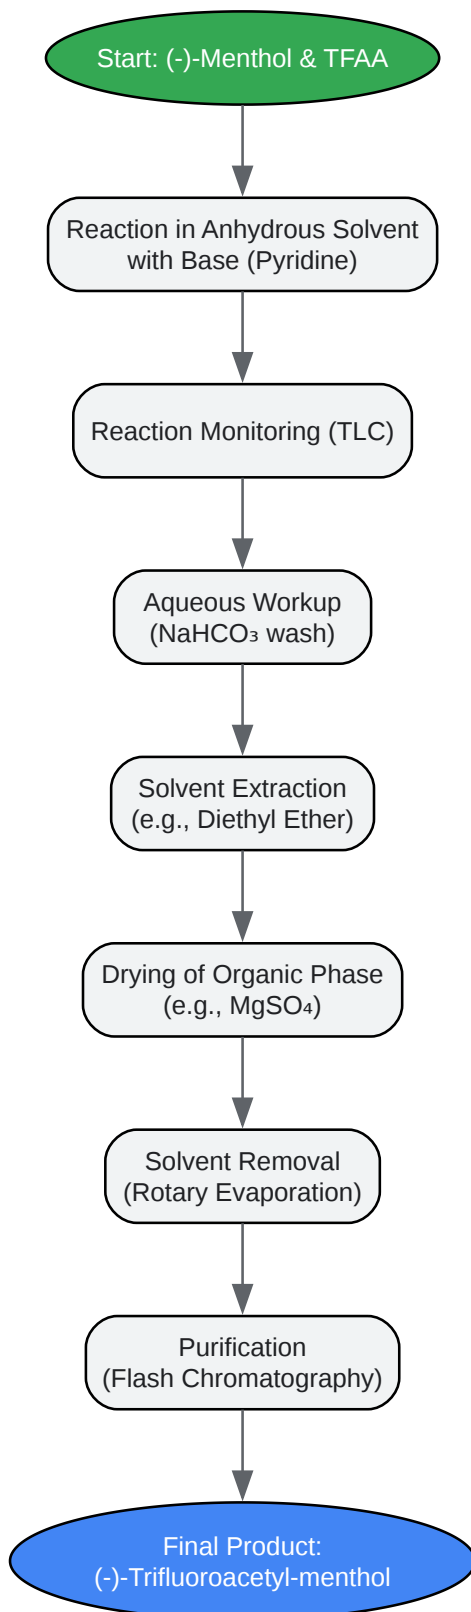 Start: (-)-Menthol & TFAA
Reaction in Anhydrous Solvent
with Base (Pyridine)
Reaction Monitoring (TLC)
Aqueous Workup
(NaHCO₃ wash)
Solvent Extraction
(e.g., Diethyl Ether)
Drying of Organic Phase
(e.g., MgSO₄)
Solvent Removal
(Rotary Evaporation)
Purification
(Flash Chromatography)
Final Product:
(-)-Trifluoroacetyl-menthol